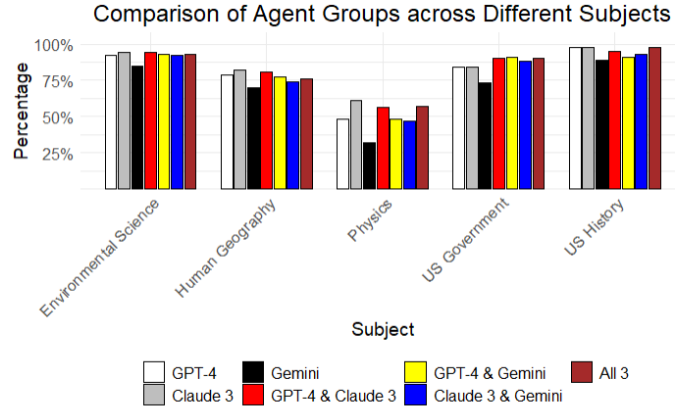 Comparison of Agent Groups across Different Subjects
Percentage
100%
75%
50%
25%
Environmental Science
Human Geography
Physics
US Government
US History
Subject
GPT-4
Gemini
GPT-4 & Gemini
All 3
Claude 3
GPT-4 & Claude 3
Claude 3 & Gemini